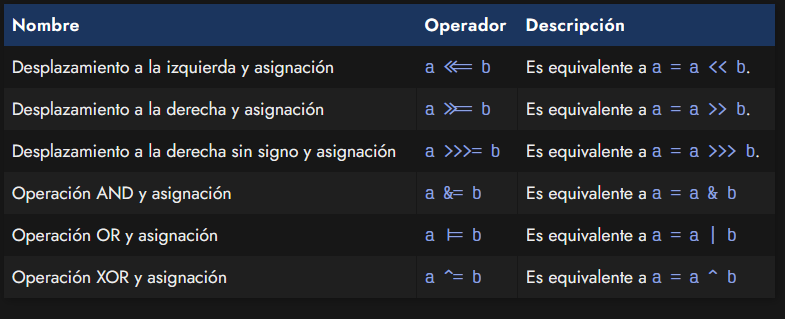 Nombre Operador Descripción
Desplazamiento a la izquierda y asignación a <<= b Es equivalente a a = a << b.
Desplazamiento a la derecha y asignación a >>= b Es equivalente a a = a >> b.
Desplazamiento a la derecha sin signo y asignación a >>>= b Es equivalente a a = a >>> b.
Operación AND y asignación a &= b Es equivalente a a = a & b
Operación OR y asignación a |= b Es equivalente a a = a | b
Operación XOR y asignación a ^= b Es equivalente a a = a ^ b